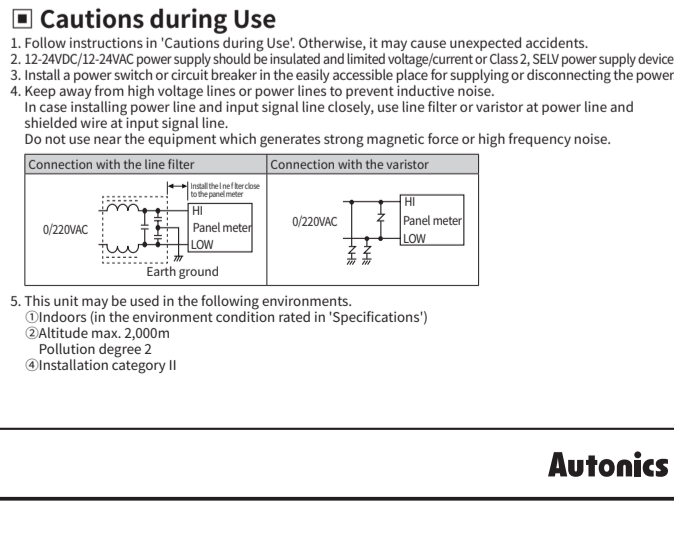 ▣ Cautions during Use
1. Follow instructions in 'Cautions during Use'. Otherwise, it may cause unexpected accidents.
2. 12-24VDC/12-24VAC power supply should be insulated and limited voltage/current or Class 2, SELV power supply device
3. Install a power switch or circuit breaker in the easily accessible place for supplying or disconnecting the power
4. Keep away from high voltage lines or power lines to prevent inductive noise.
In case installing power line and input signal line closely, use line filter or varistor at power line and
shielded wire at input signal line.
Do not use near the equipment which generates strong magnetic force or high frequency noise.
Connection with the line filter
Install the l ne f lter close
to the panel meter
0/220VAC
HI
Panel meter
LOW
Earth ground
Connection with the varistor
0/220VAC
HI
Panel meter
LOW
5. This unit may be used in the following environments.
①Indoors (in the environment condition rated in 'Specifications')
②Altitude max. 2,000m
Pollution degree 2
④Installation category II
Autonics